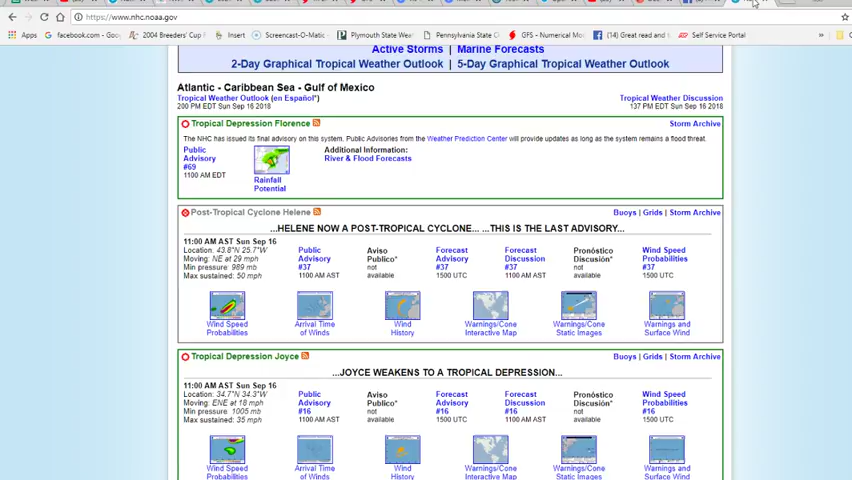 https://www.nhc.noaa.gov
Apps facebook.com - Goo 2004 Breeders' Cup F Insert Screencast-O-Matic: Plymouth State Wea Pennsylvania State C GFS - Numerical Mo (14) Great read and Self Service Portal »
Active Storms | Marine Forecasts
2-Day Graphical Tropical Weather Outlook | 5-Day Graphical Tropical Weather Outlook
Atlantic - Caribbean Sea - Gulf of Mexico
Tropical Weather Outlook (en Español*) Tropical Weather Discussion
200 PM EDT Sun Sep 16 2018 137 PM EDT Sun Sep 16
Tropical Depression Florence Storm Archive
The NHC has issued its final advisory on this system. Public Advisories from the Weather Prediction Center will provide updates as long as the system remains a flood threat.
Public Advisory #69
1100 AM EDT
Rainfall Potential
Additional Information:
River & Flood Forecasts
Post-Tropical Cyclone Helene Buoys | Grids | Storm Archive
...HELENE NOW A POST-TROPICAL CYCLONE... ...THIS IS THE LAST ADVISORY...
11:00 AM AST Sun Sep 16
Location: 43.8°N 25.7°W
Moving: NE at 29 mph
Min pressure: 989 mb
Max sustained: 50 mph
Public Advisory #37
1100 AM AST
Aviso Publico*
not available
Forecast Advisory #37
1500 UTC
Forecast Discussion #37
1100 AM AST
Pronóstico Discusión*
not available
Wind Speed Probabilities #37
1500 UTC
Wind Speed Probabilities
Arrival Time of Winds
Wind History
Warnings/Cone Interactive Map
Warnings/Cone Static Images
Warnings and Surface Wind
Tropical Depression Joyce Buoys | Grids | Storm Archive
...JOYCE WEAKENS TO A TROPICAL DEPRESSION...
11:00 AM AST Sun Sep 16
Location: 34.7°N 34.3°W
Moving: ENE at 18 mph
Min pressure: 1005 mb
Max sustained: 35 mph
Public Advisory #16
1100 AM AST
Aviso Publico*
not available
Forecast Advisory #16
1500 UTC
Forecast Discussion #16
1100 AM AST
Pronóstico Discusión*
not available
Wind Speed Probabilities #16
1500 UTC
Wind Speed Probabilities
Arrival Time of Winds
Wind History
Warnings/Cone Interactive Map
Warnings/Cone Static Images
Warnings and Surface Wind